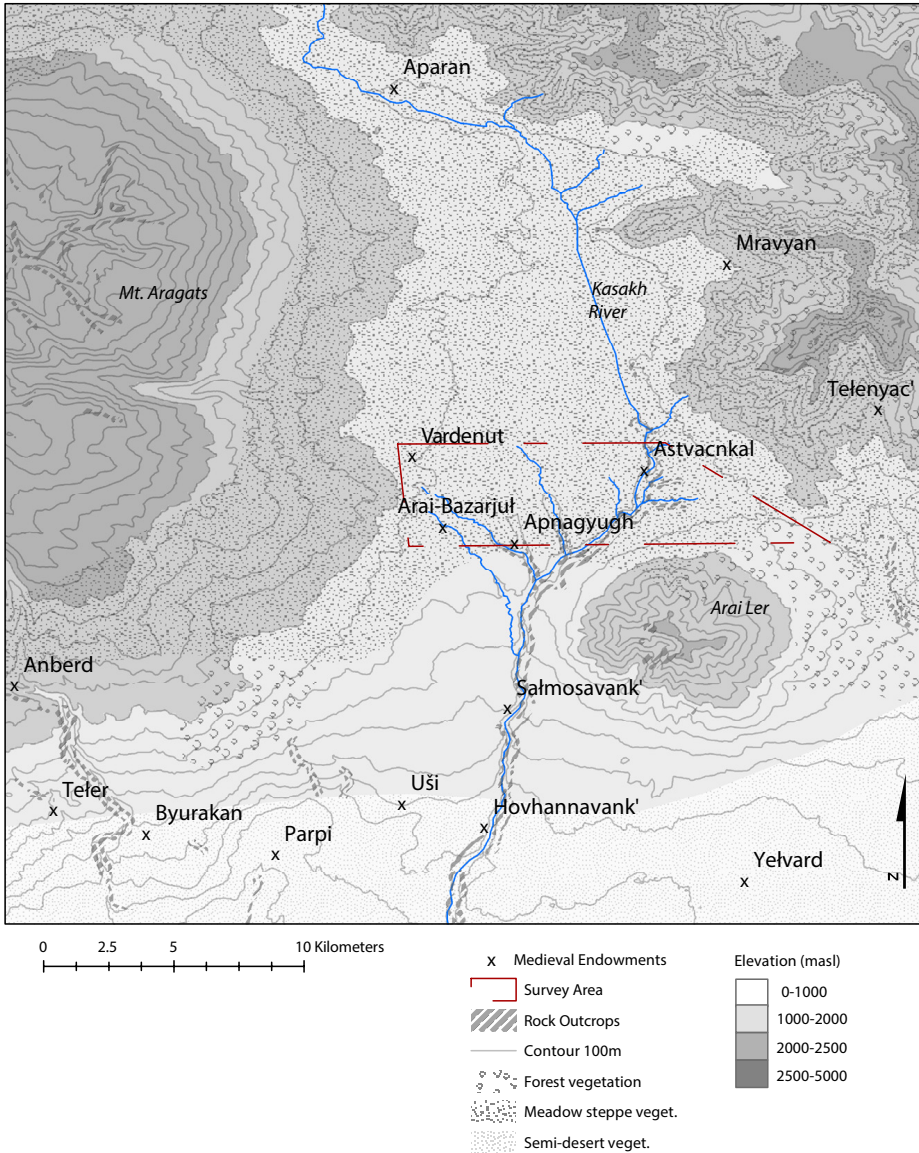 Aparan
Mravyan
Mt. Aragats
Kasakh
River
Tełenyac'
Vardenut
Astvacnkal
Arai-Bazarjuł
Apnagyugh
Arai Ler
Anberd
Sałmosavank'
Uši
Tełer
Byurakan
Hovhannavank'
Parpi
Yełvard
N
0 2.5 5 10 Kilometers
x Medieval Endowments
Survey Area
Rock Outcrops
Contour 100m
Forest vegetation
Meadow steppe veget.
Semi-desert veget.
Elevation (masl)
0-1000
1000-2000
2000-2500
2500-5000